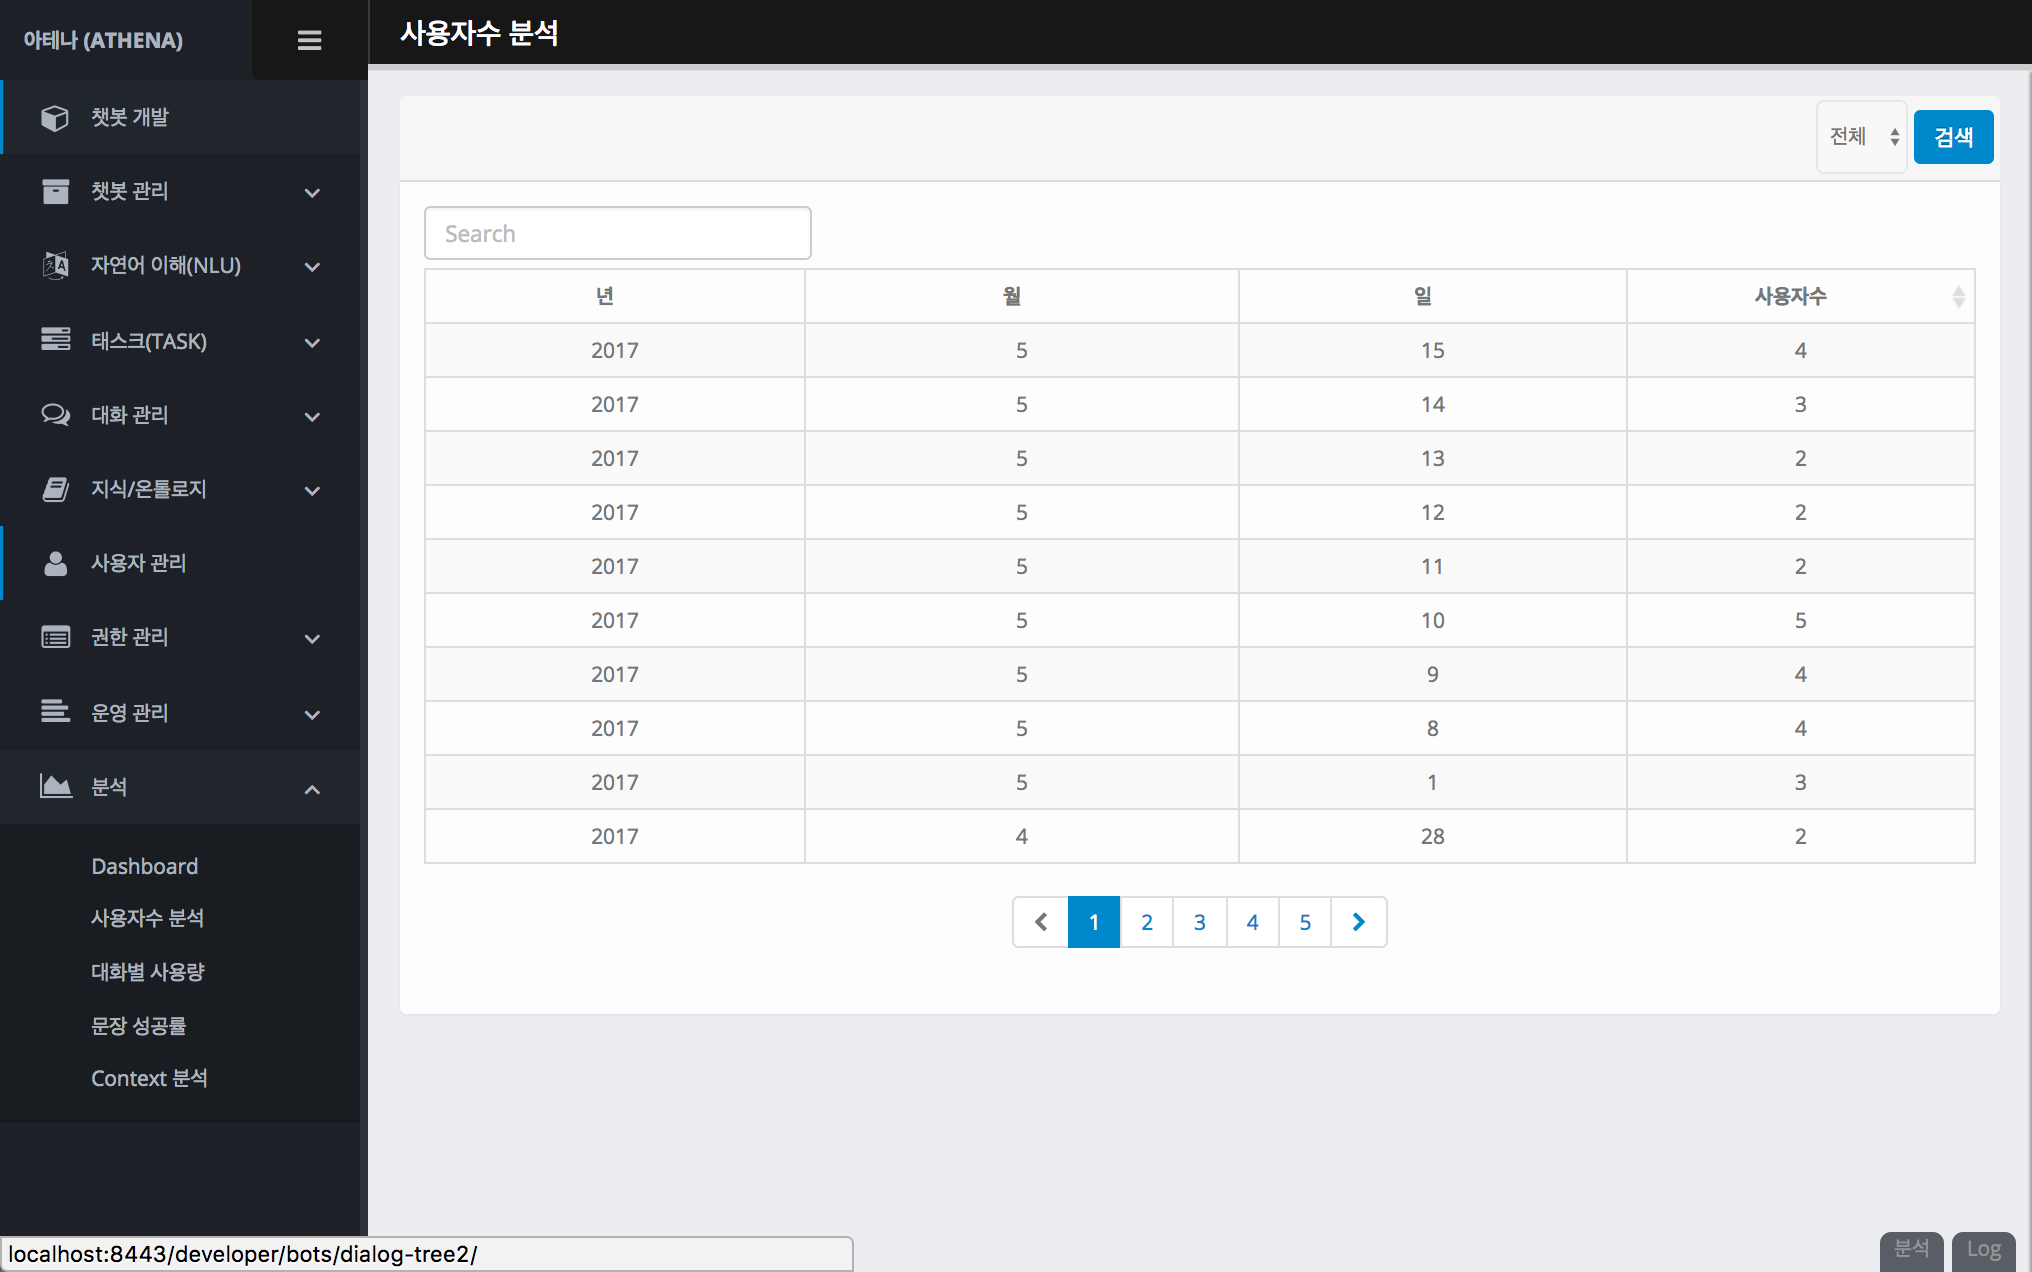 아테나 (ATHENA)
사용자수 분석
챗봇 개발
챗봇 관리
자연어 이해(NLU)
태스크(TASK)
대화 관리
지식/온톨로지
사용자 관리
권한 관리
운영 관리
분석
Dashboard
사용자수 분석
대화별 사용량
문장 성공률
Context 분석
전체 검색
Search
년 월 일 사용자수
2017 5 15 4
2017 5 14 3
2017 5 13 2
2017 5 12 2
2017 5 11 2
2017 5 10 5
2017 5 9 4
2017 5 8 4
2017 5 1 3
2017 4 28 2
1 2 3 4 5
localhost:8443/developer/bots/dialog-tree2/
분석 Log